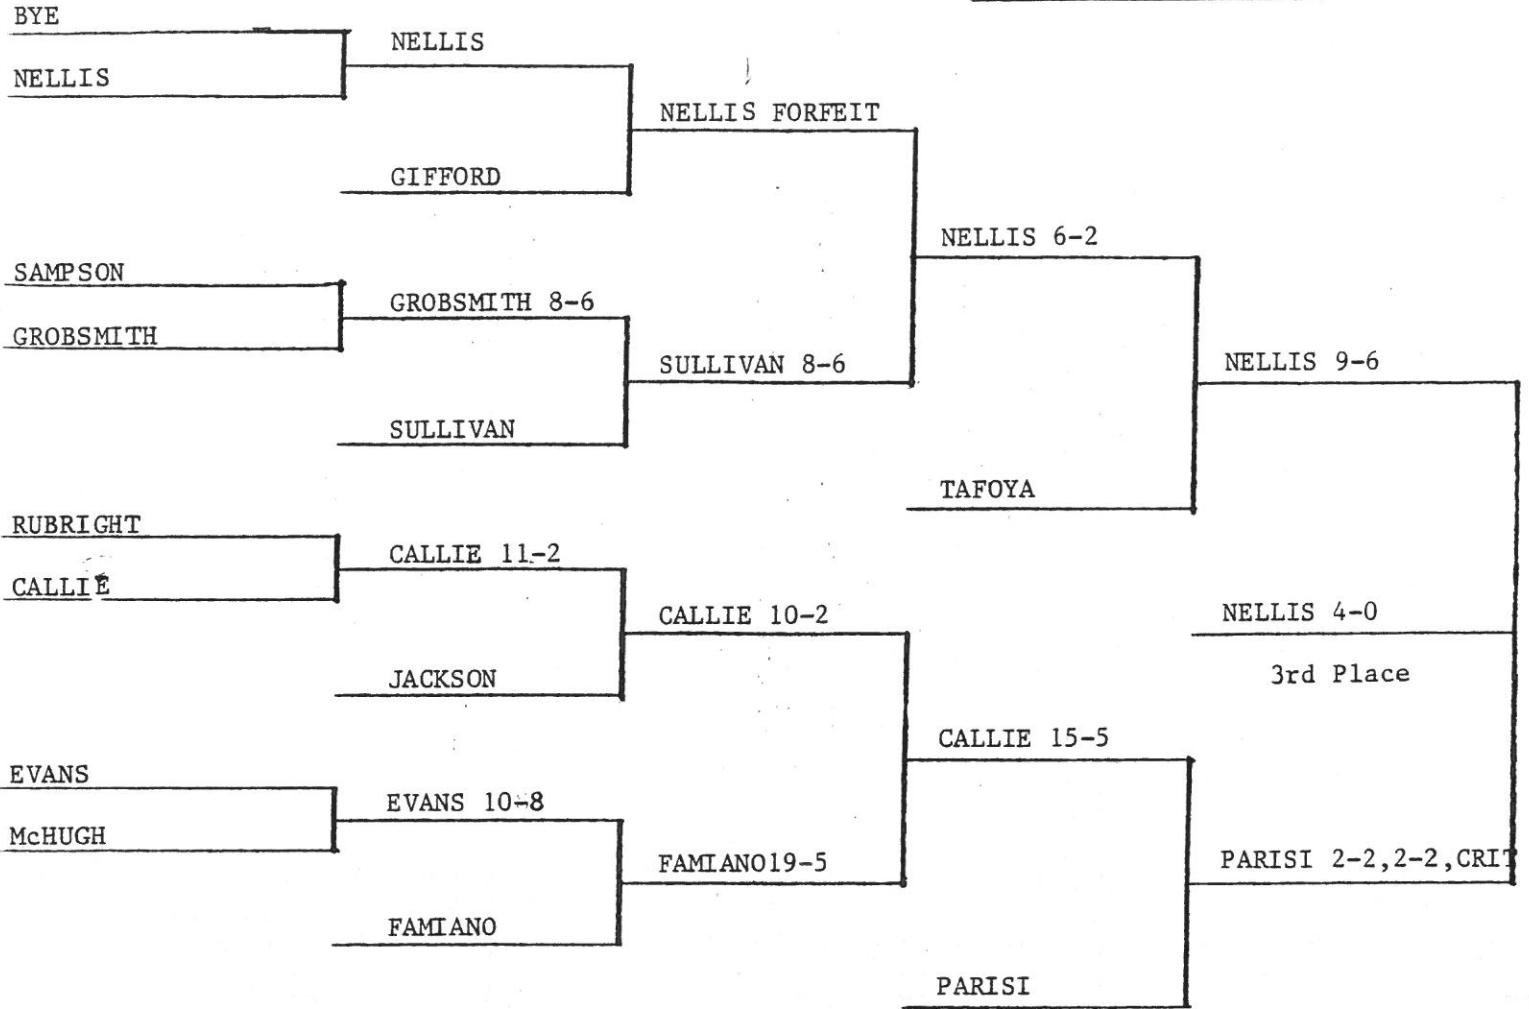 BYE
NELLIS
NELLIS
NELLIS FORFEIT
GIFFORD
NELLIS 6-2
SAMPSON
GROBSMITH 8-6
GROBSMITH
SULLIVAN 8-6
NELLIS 9-6
SULLIVAN
TAFOYA
RUBRIGHT
CALLIE 11-2
CALLIE
CALLIE 10-2
NELLIS 4-0
JACKSON
3rd Place
CALLIE 15-5
EVANS
EVANS 10-8
McHUGH
FAMIANO19-5
PARISI 2-2,2-2,CRIT
FAMIANO
PARISI